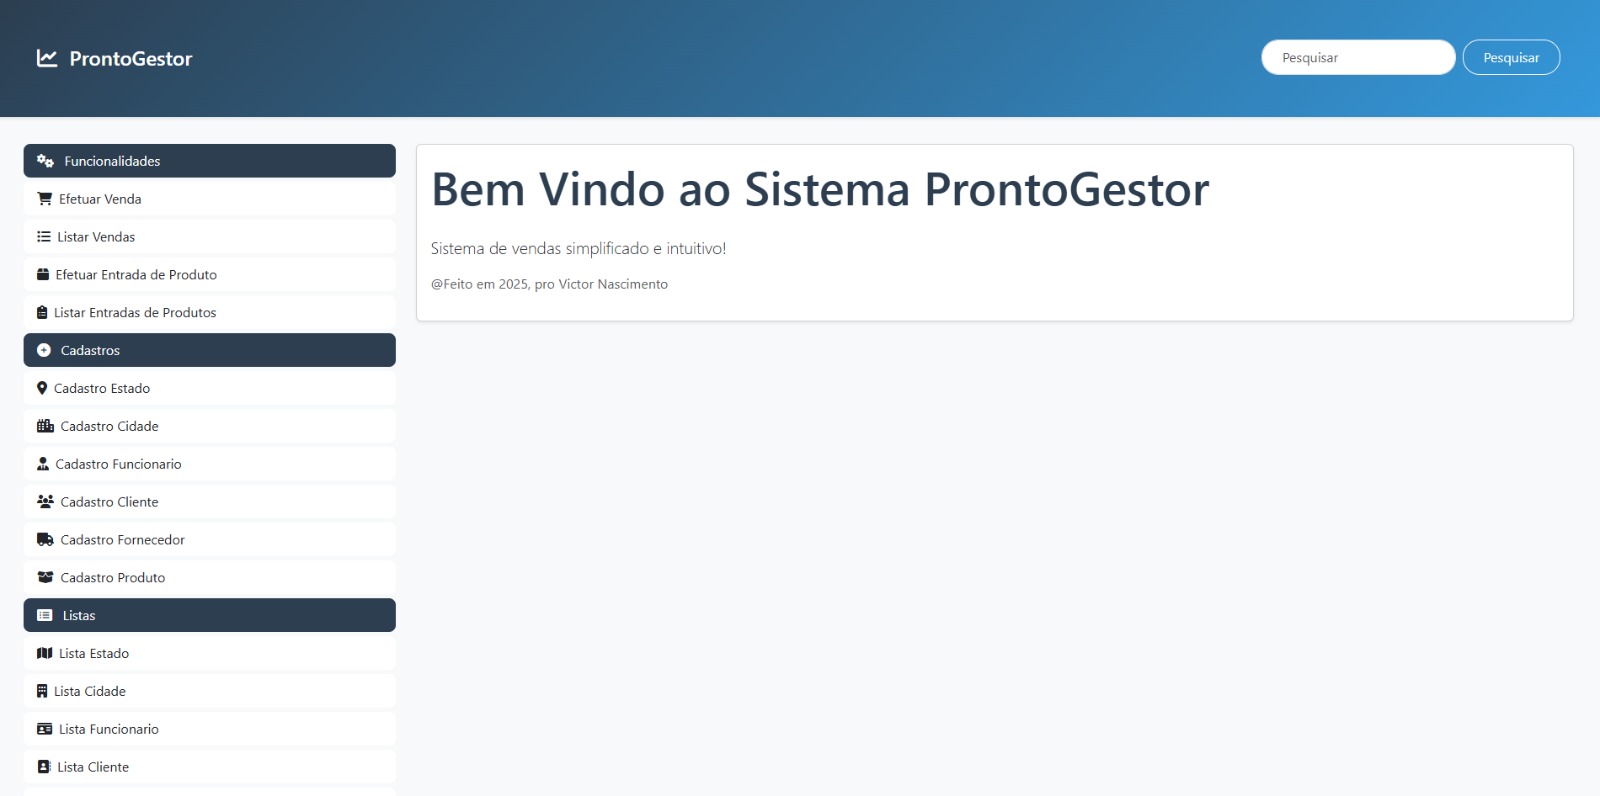 ProntoGestor
Pesquisar
Pesquisar
Funcionalidades
Efetuar Venda
Listar Vendas
Efetuar Entrada de Produto
Listar Entradas de Produtos
Cadastros
Cadastro Estado
Cadastro Cidade
Cadastro Funcionario
Cadastro Cliente
Cadastro Fornecedor
Cadastro Produto
Listas
Lista Estado
Lista Cidade
Lista Funcionario
Lista Cliente
Bem Vindo ao Sistema ProntoGestor
Sistema de vendas simplificado e intuitivo!
@Feito em 2025, pro Victor Nascimento